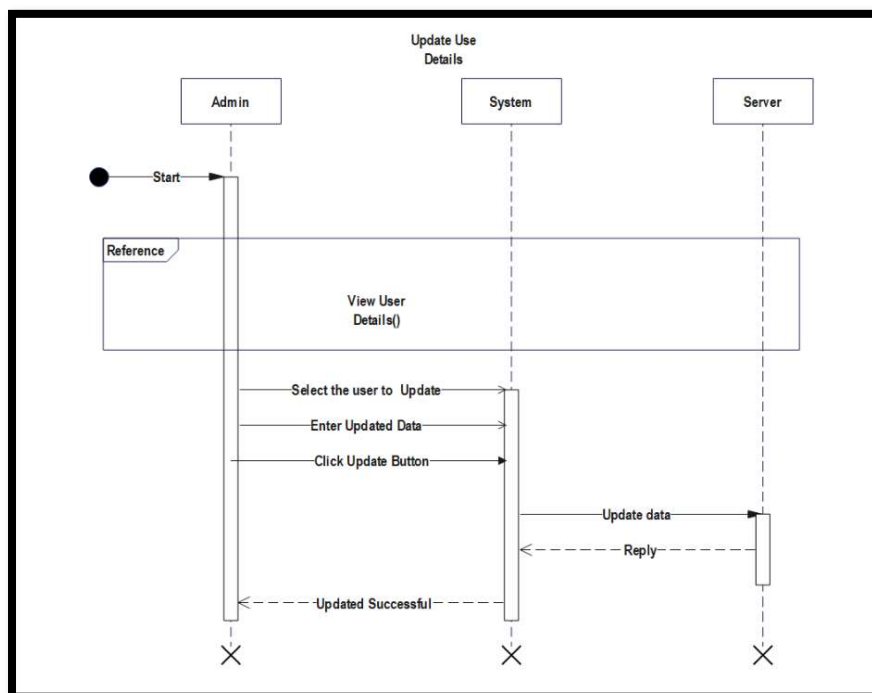 Update Use
Details
Admin
System
Server
Start
Reference
View User
Details()
Select the user to Update
Enter Updated Data
Click Update Button
Update data
Reply
Updated Successful